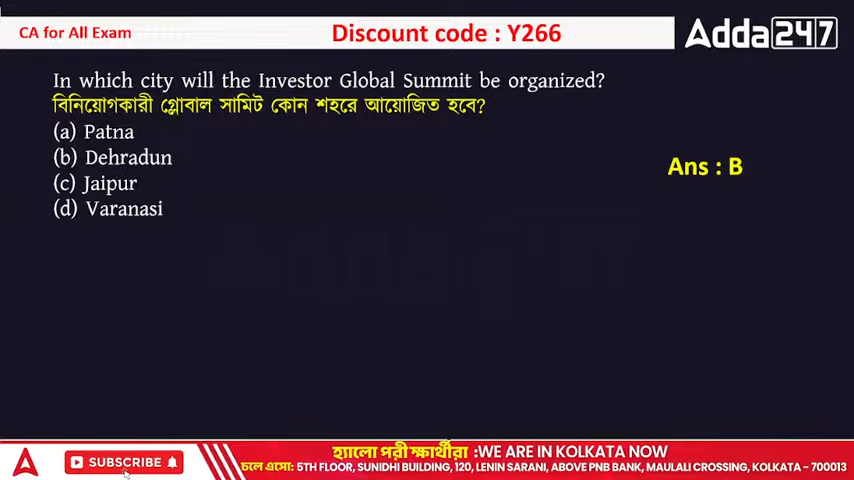 CA for All Exam
Discount code : Y266
Adda247
In which city will the Investor Global Summit be organized?
বিনিয়োগকারী গ্লোবাল সামিট কোন শহরে আয়োজিত হবে?
(a) Patna
(b) Dehradun
(c) Jaipur
(d) Varanasi
Ans : B
SUBSCRIBE
হ্যালো পরীক্ষার্থীরা :WE ARE IN KOLKATA NOW
চলে এসো: 5TH FLOOR, SUNIDHI BUILDING, 120, LENIN SARANI, ABOVE PNB BANK, MAULALI CROSSING, KOLKATA - 700013